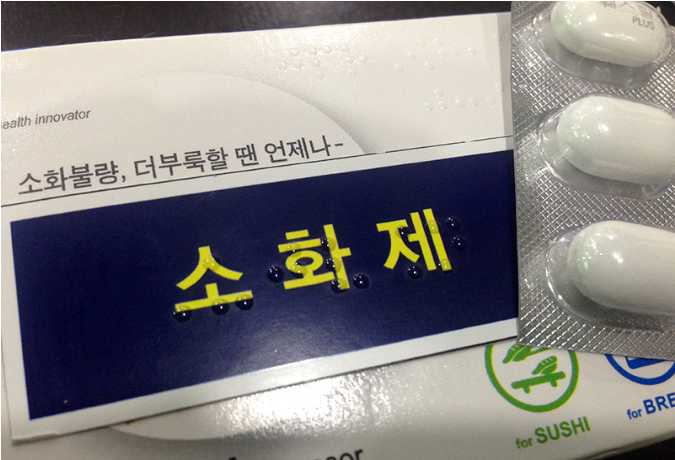 ealth innovator
소화불량, 더부룩할 땐 언제나-
소화제
PLUS
for SUSHI
for BRE